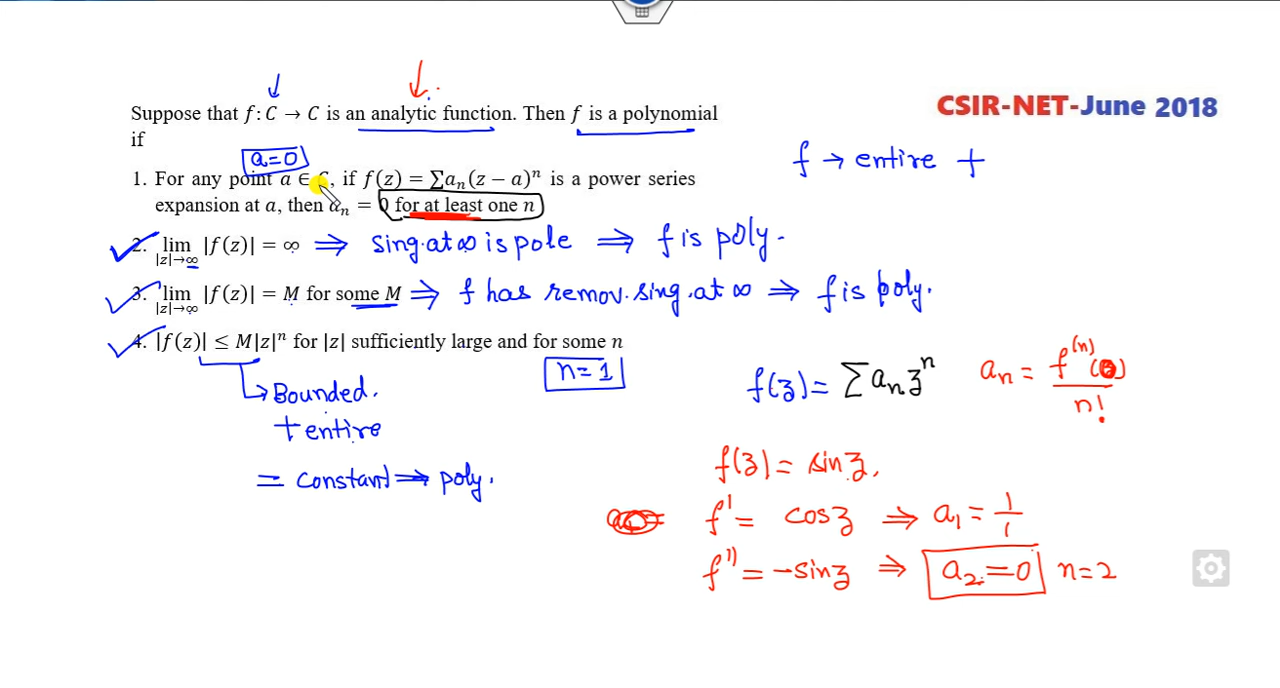 Suppose that f: C → C is an analytic function. Then f is a polynomial
if
CSIR-NET-June 2018
a=0
f → entire +
1. For any point a ∈ C, if f(z) = ∑aₙ(z − a)ⁿ is a power series
expansion at a, then aₙ = 0 for at least one n
2. lim |z|→∞ |f(z)| = ∞ ⇒ sing. at ∞ is pole ⇒ f is poly.
3. lim |z|→∞ |f(z)| = M for some M ⇒ f has remov. sing. at ∞ ⇒ f is poly.
4. |f(z)| ≤ M|z|ⁿ for |z| sufficiently large and for some n
n=1
↳ Bounded.
+ entire
= constant ⇒ poly.
f(z) = ∑ aₙ zⁿ
aₙ = f⁽ⁿ⁾(0) / n!
f(z) = sin z.
f' = cos z ⇒ a₁ = 1/1
f'' = -sin z ⇒ a₂ = 0 n=2